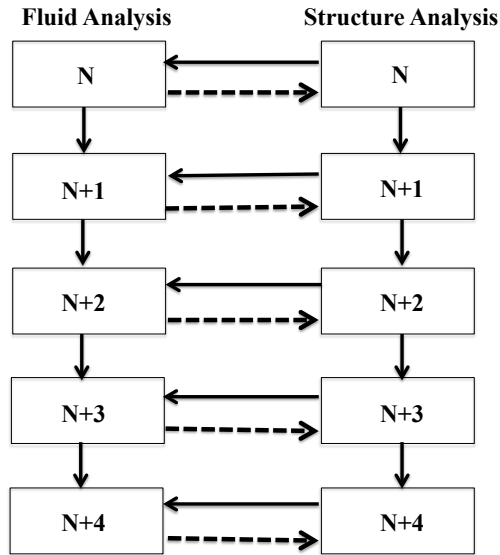 Fluid Analysis Structure Analysis
N N
N+1 N+1
N+2 N+2
N+3 N+3
N+4 N+4